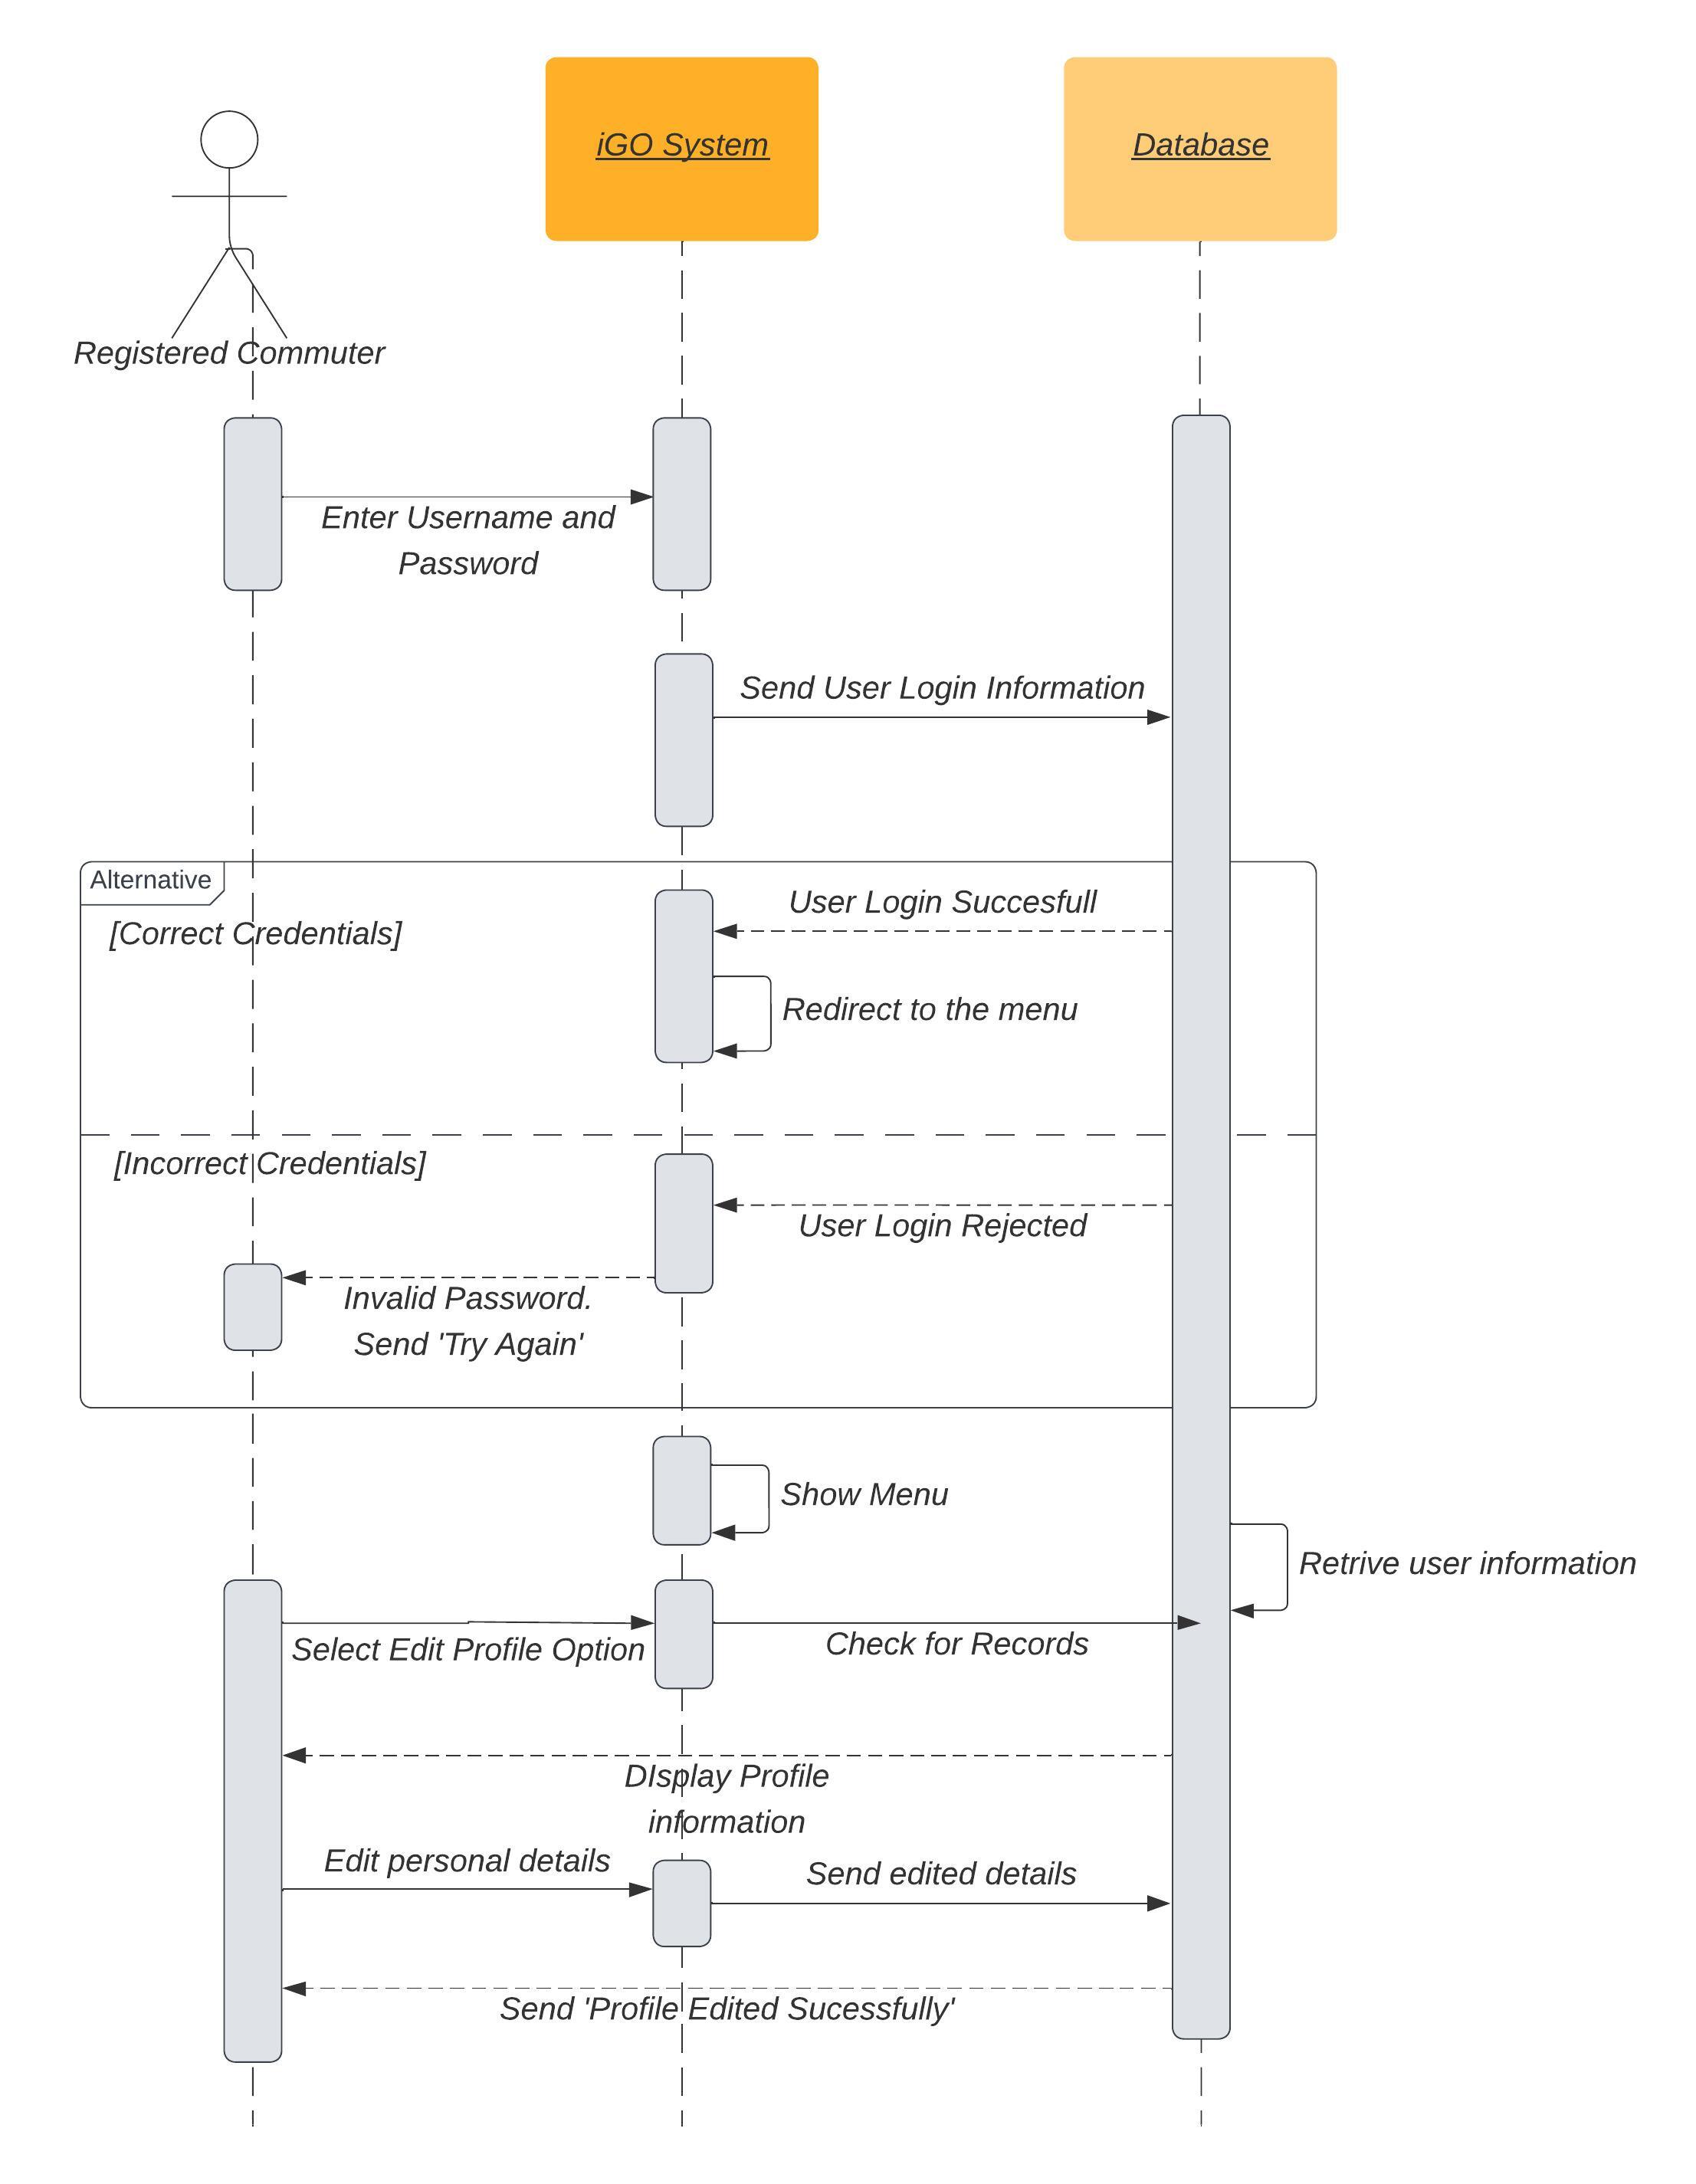 iGO System
Database
Registered Commuter
Enter Username and
Password
Send User Login Information
Alternative
User Login Succesfull
[Correct Credentials]
Redirect to the menu
[Incorrect Credentials]
User Login Rejected
Invalid Password.
Send 'Try Again'
Show Menu
Retrive user information
Select Edit Profile Option
Check for Records
DIsplay Profile
information
Edit personal details
Send edited details
Send 'Profile Edited Sucessfully'